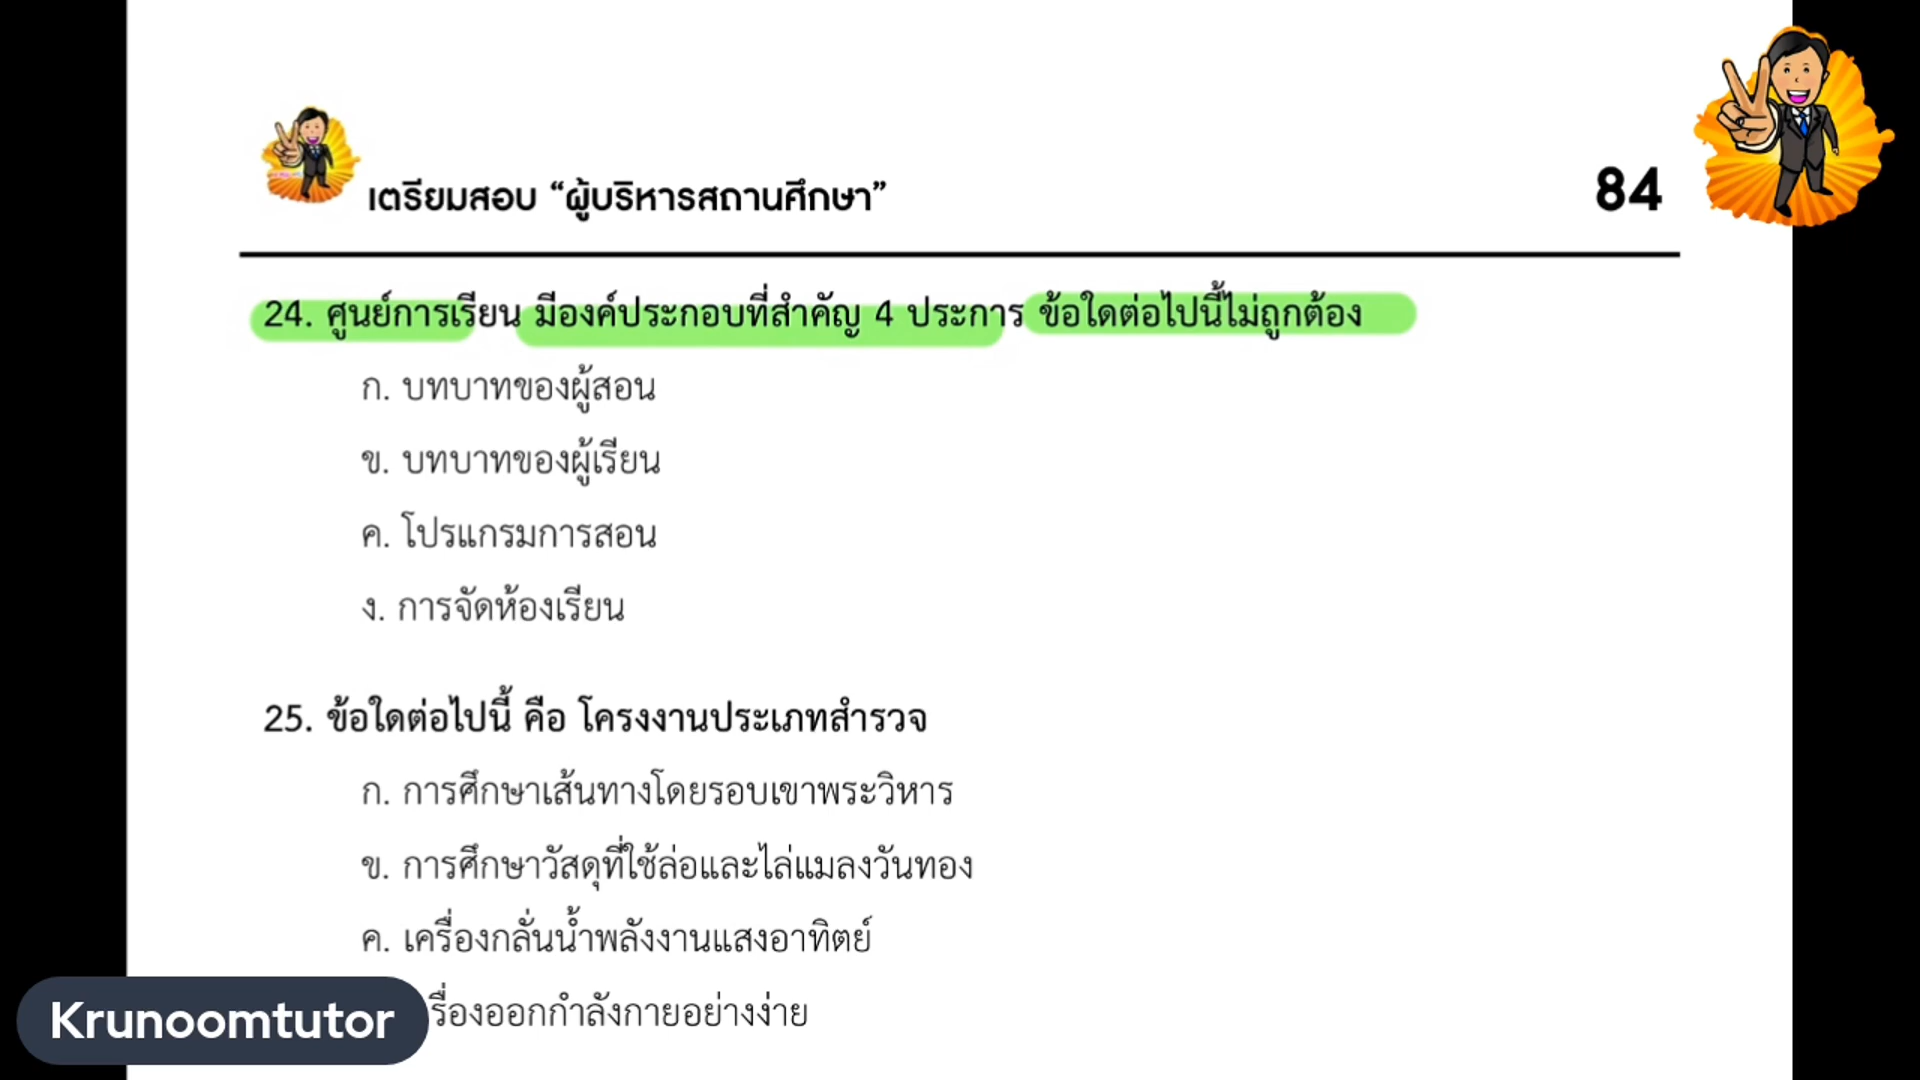 เตรียมสอบ “ผู้บริหารสถานศึกษา”
84
24. ศูนย์การเรียน มีองค์ประกอบที่สำคัญ 4 ประการ ข้อใดต่อไปนี้ไม่ถูกต้อง
ก. บทบาทของผู้สอน
ข. บทบาทของผู้เรียน
ค. โปรแกรมการสอน
ง. การจัดห้องเรียน
25. ข้อใดต่อไปนี้ คือ โครงงานประเภทสำรวจ
ก. การศึกษาเส้นทางโดยรอบเขาพระวิหาร
ข. การศึกษาวัสดุที่ใช้ล่อและไล่แมลงวันทอง
ค. เครื่องกลั่นน้ำพลังงานแสงอาทิตย์
รื่องออกกำลังกายอย่างง่าย
Krunoomtutor